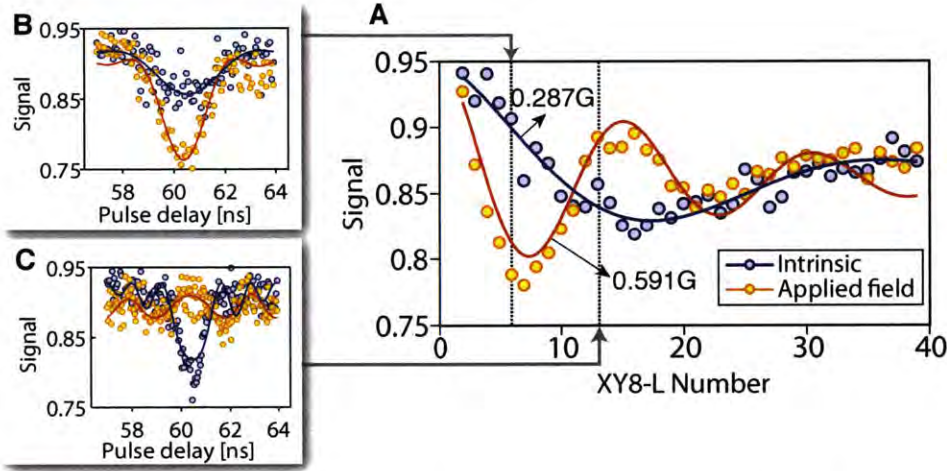 B
0.95
0.85
0.75
Signal
58 60 62 64
Pulse delay [ns]
C
0.95
0.85
0.75
Signal
58 60 62 64
Pulse delay [ns]
A
0.95
0.9
0.85
0.8
0.75
Signal
0.287G
0.591G
Intrinsic
Applied field
0 10 20 30 40
XY8-L Number